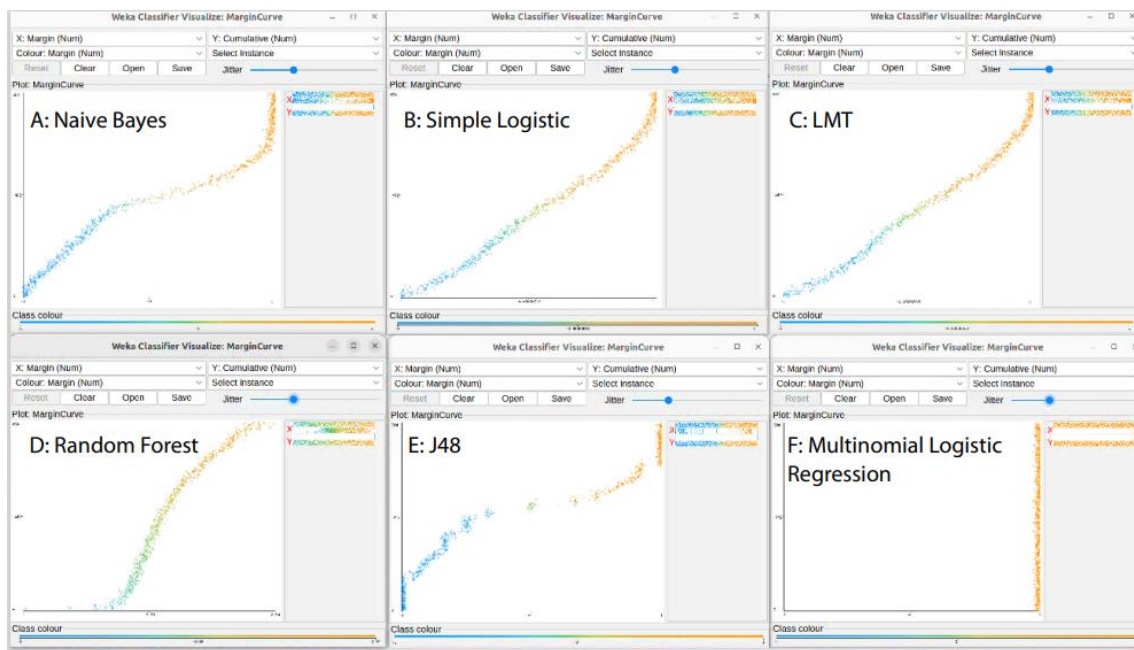 Weka Classifier Visualize: MarginCurve
X: Margin (Num)
Y: Cumulative (Num)
Colour: Margin (Num)
Select Instance
Reset
Clear
Open
Save
Jitter
Plot: MarginCurve
A: Naive Bayes
X
Y
Class colour
Weka Classifier Visualize: MarginCurve
X: Margin (Num)
Y: Cumulative (Num)
Colour: Margin (Num)
Select Instance
Reset
Clear
Open
Save
Jitter
Plot: MarginCurve
B: Simple Logistic
X
Y
Class colour
Weka Classifier Visualize: MarginCurve
X: Margin (Num)
Y: Cumulative (Num)
Colour: Margin (Num)
Select Instance
Reset
Clear
Open
Save
Jitter
Plot: MarginCurve
C: LMT
X
Y
Class colour
Weka Classifier Visualize: MarginCurve
X: Margin (Num)
Y: Cumulative (Num)
Colour: Margin (Num)
Select Instance
Reset
Clear
Open
Save
Jitter
Plot: MarginCurve
D: Random Forest
X
Y
Class colour
Weka Classifier Visualize: MarginCurve
X: Margin (Num)
Y: Cumulative (Num)
Colour: Margin (Num)
Select Instance
Reset
Clear
Open
Save
Jitter
Plot: MarginCurve
E: J48
X
Y
Class colour
Weka Classifier Visualize: MarginCurve
X: Margin (Num)
Y: Cumulative (Num)
Colour: Margin (Num)
Select Instance
Reset
Clear
Open
Save
Jitter
Plot: MarginCurve
F: Multinomial Logistic
Regression
X
Y
Class colour